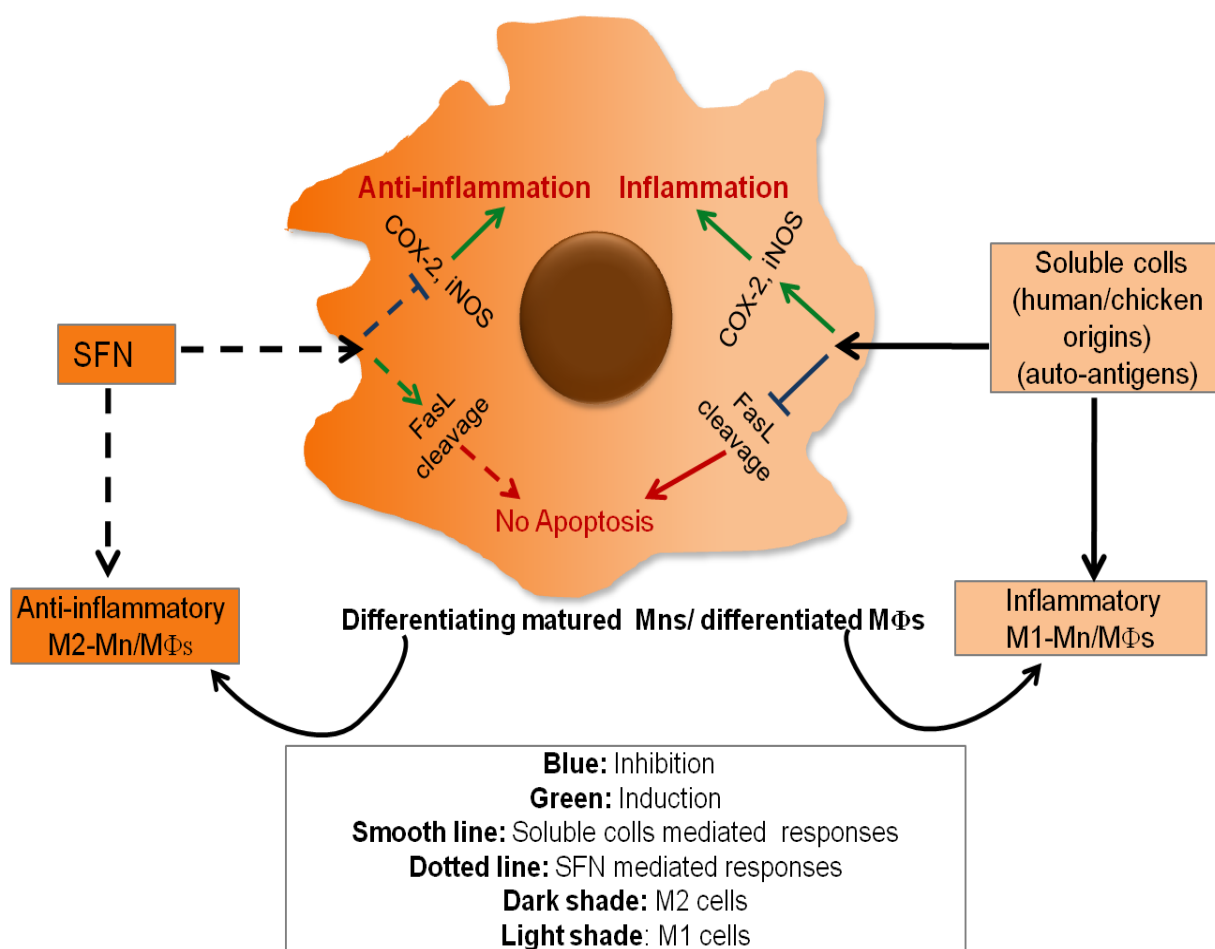 Anti-inflammation
Inflammation
COX-2, iNOS
COX-2, iNOS
SFN
Soluble colls
(human/chicken
origins)
(auto-antigens)
FasL
cleavage
FasL
cleavage
No Apoptosis
Anti-inflammatory
M2-Mn/MΦs
Differentiating matured Mns/ differentiated MΦs
Inflammatory
M1-Mn/MΦs
Blue: Inhibition
Green: Induction
Smooth line: Soluble colls mediated responses
Dotted line: SFN mediated responses
Dark shade: M2 cells
Light shade: M1 cells